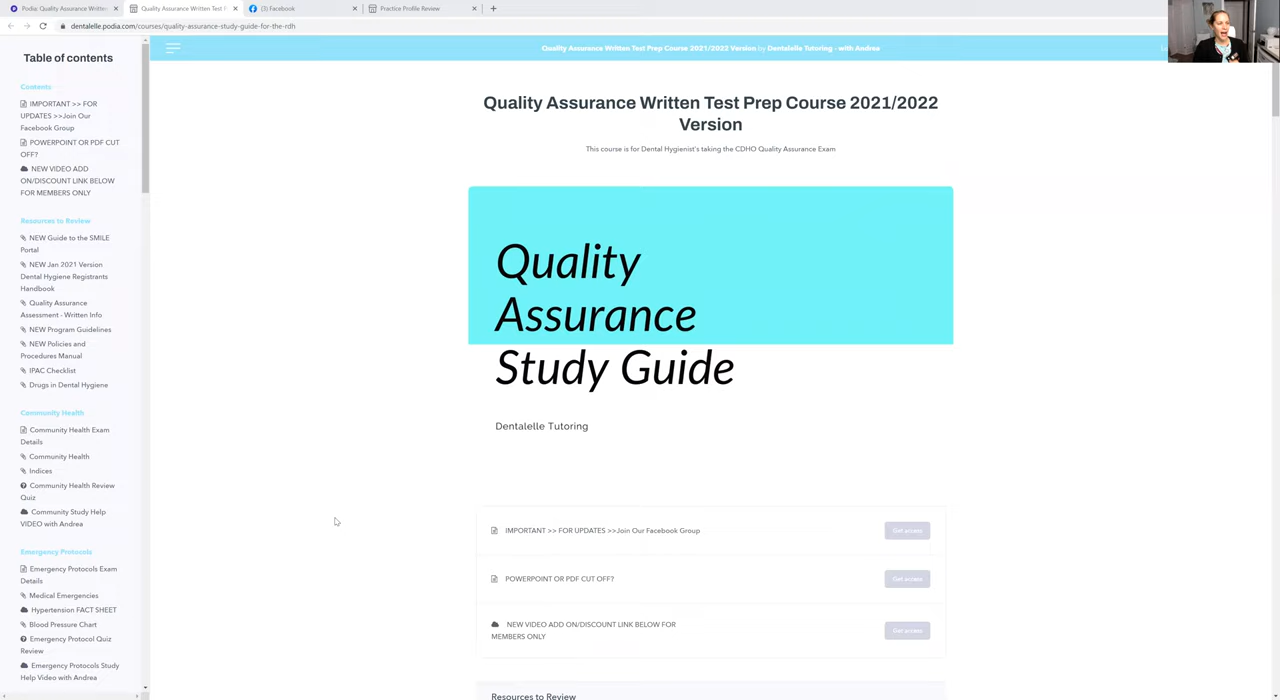 Podia: Quality Assurance Writte
Quality Assurance Written Test P
(3) Facebook
Practice Profile Review
dentalelle.podia.com/courses/quality-assurance-study-guide-for-the-rdh
Quality Assurance Written Test Prep Course 2021/2022 Version by Dentalelle Tutoring - with Andrea
Table of contents
Contents
IMPORTANT >> FOR
UPDATES >>Join Our
Facebook Group
POWERPOINT OR PDF CUT
OFF?
NEW VIDEO ADD
ON/DISCOUNT LINK BELOW
FOR MEMBERS ONLY
Resources to Review
NEW Guide to the SMILE
Portal
NEW Jan 2021 Version
Dental Hygiene Registrants
Handbook
Quality Assurance
Assessment - Written Info
NEW Program Guidelines
NEW Policies and
Procedures Manual
IPAC Checklist
Drugs in Dental Hygiene
Community Health
Community Health Exam
Details
Community Health
Indices
Community Health Review
Quiz
Community Study Help
VIDEO with Andrea
Emergency Protocols
Emergency Protocols Exam
Details
Medical Emergencies
Hypertension FACT SHEET
Blood Pressure Chart
Emergency Protocol Quiz
Review
Emergency Protocols Study
Help Video with Andrea
Quality Assurance Written Test Prep Course 2021/2022
Version
This course is for Dental Hygienist's taking the CDHO Quality Assurance Exam
Quality
Assurance
Study Guide
Dentalelle Tutoring
IMPORTANT >> FOR UPDATES >>Join Our Facebook Group
Get access
POWERPOINT OR PDF CUT OFF?
Get access
NEW VIDEO ADD ON/DISCOUNT LINK BELOW FOR
MEMBERS ONLY
Get access
Resources to Review